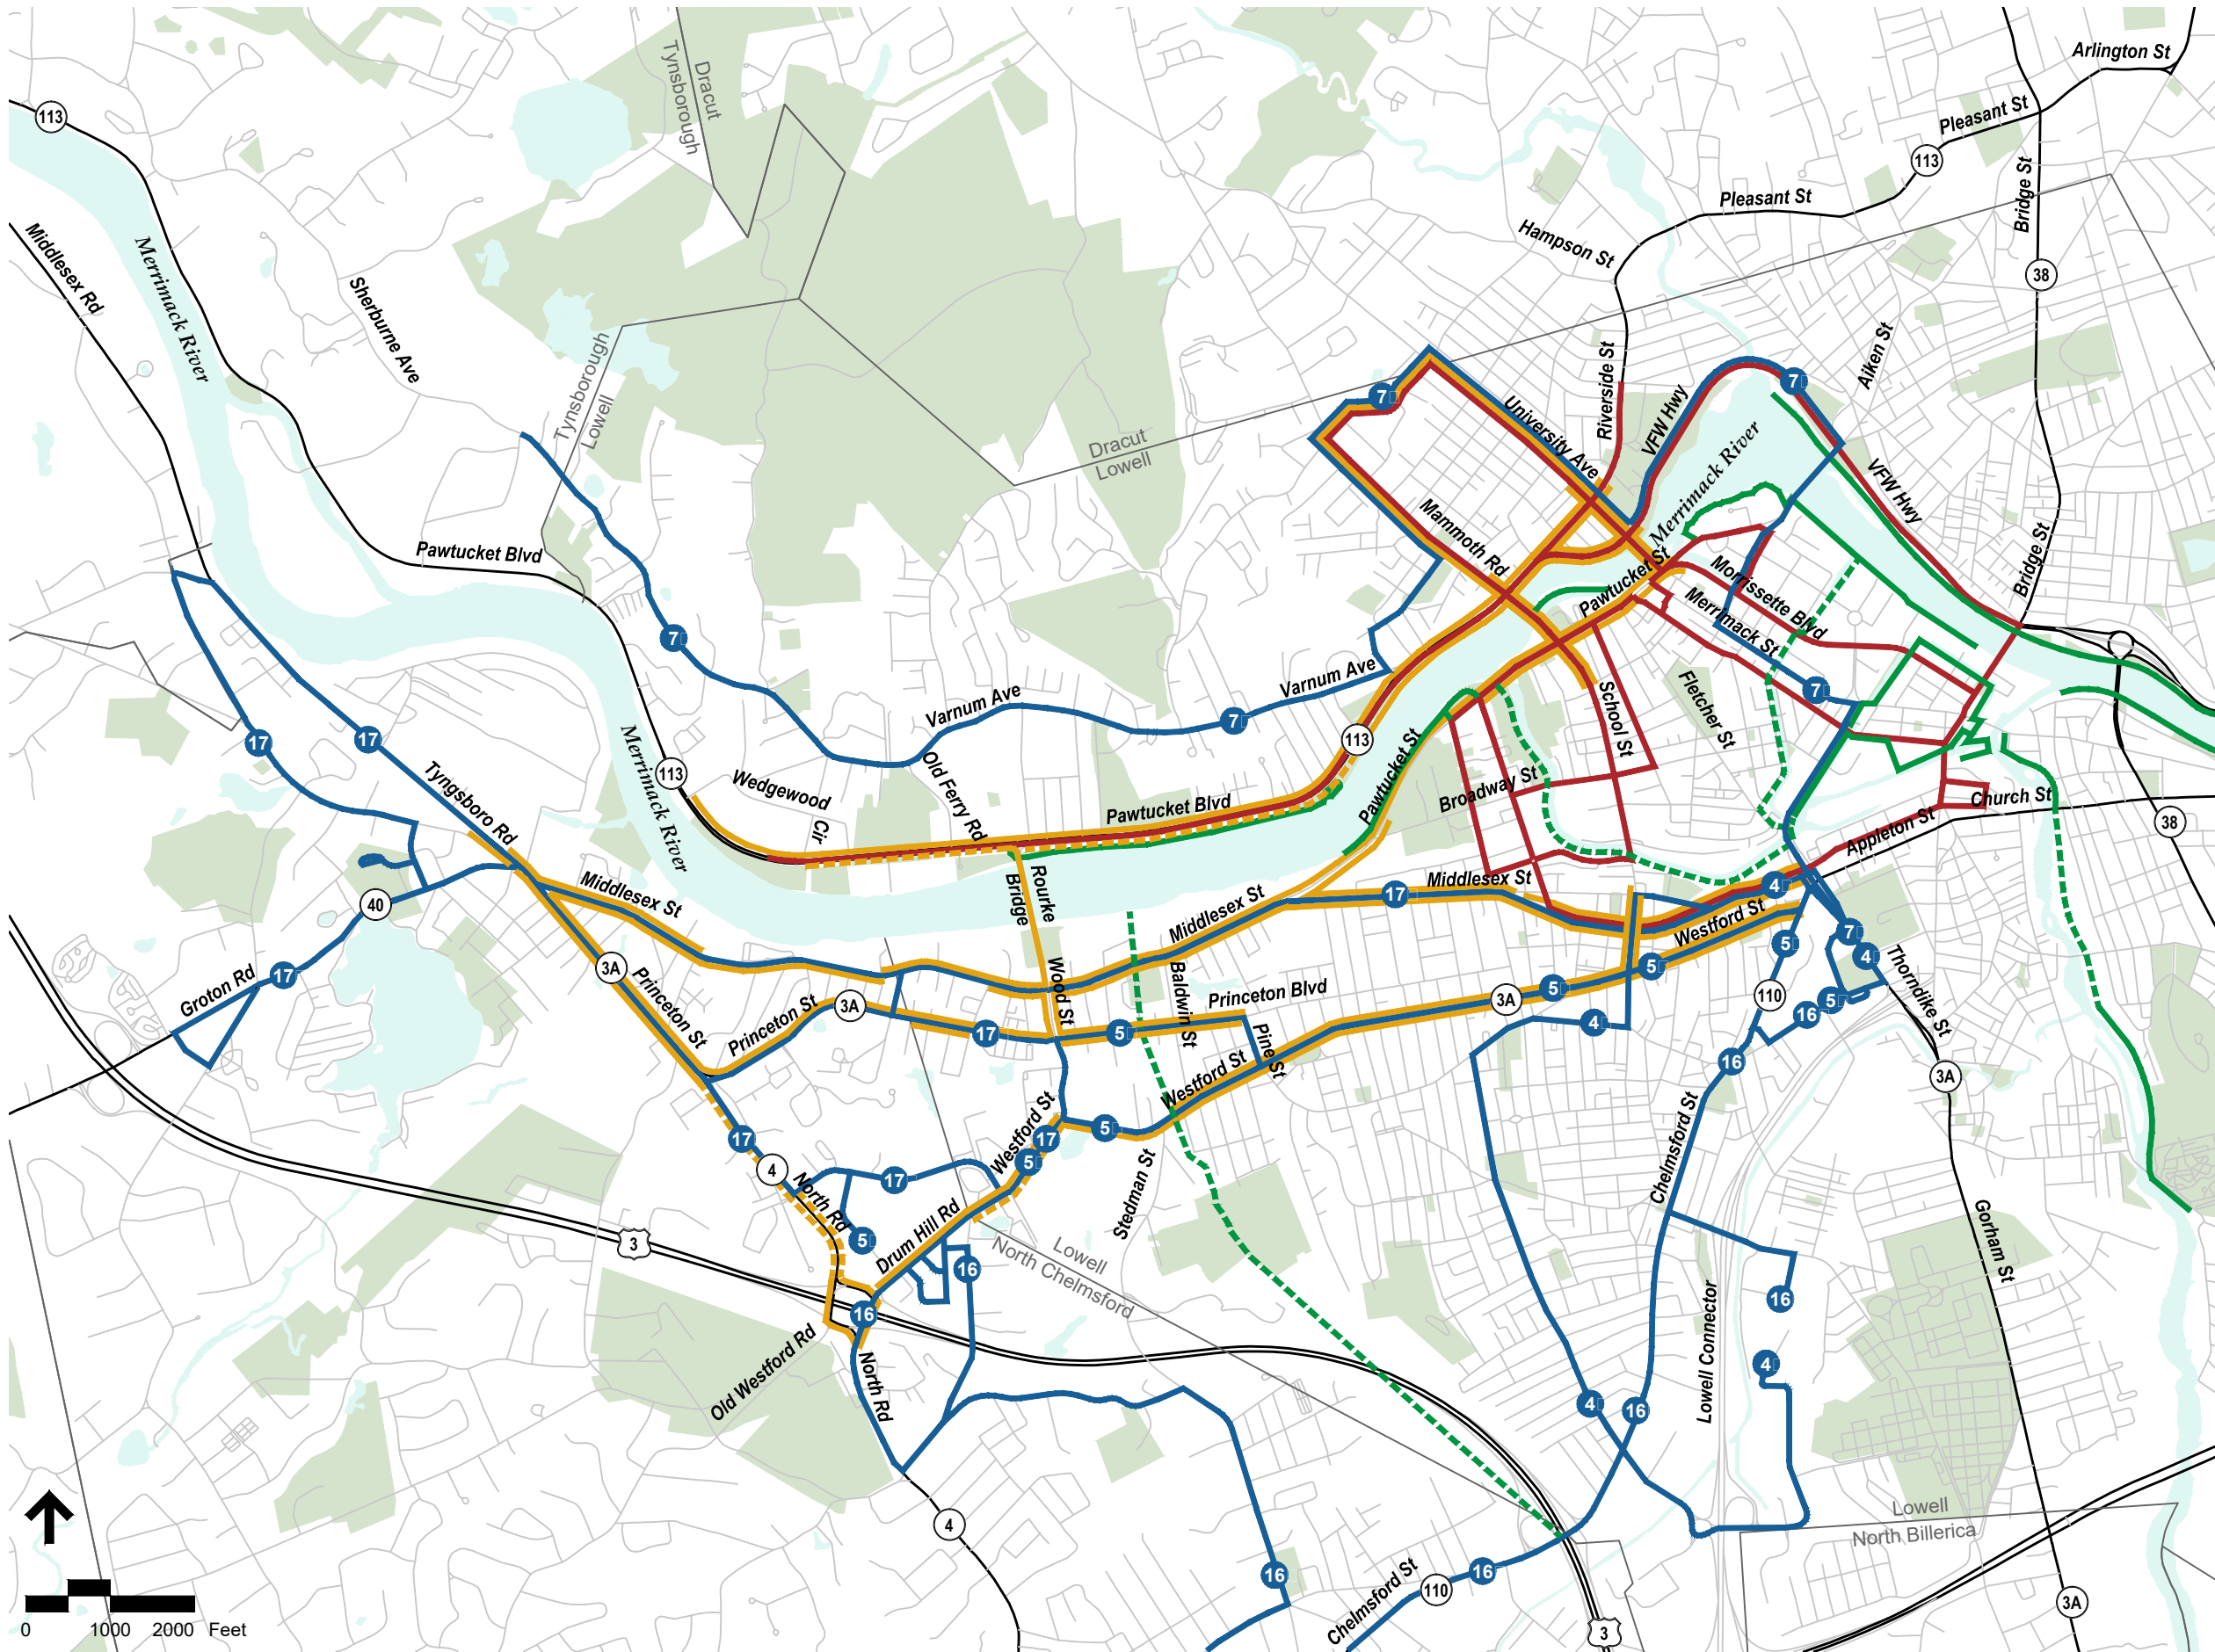 Arlington St
Pleasant St
113
113
Dracut
Tynsborough
Bridge St
Pleasant St
Hampson St
38
Middlesex Rd
Merrimack River
Sherburne Ave
Tynsborough
Lowell
Riverside St
VFW Hwy
Aiken St
7
7
University Ave
Dracut
Lowell
Merrimack River
VFW Hwy
Mammoth Rd
Pawtucket Blvd
Pawtucket St
Morrissette Blvd
Merrimack St
Bridge St
7
Varnum Ave
Varnum Ave
7
7
Fletcher St
School St
17
17
113
113
Merrimack River
Tyngsboro Rd
Wedgewood
Cir
Old Ferry Rd
Pawtucket Blvd
Pawtucket St
Broadway St
Church St
Appleton St
38
40
Middlesex St
Rourke
Bridge
Middlesex St
Middlesex St
17
4
Westford St
7
5
4
Thorndike St
Groton Rd
17
3A
Princeton St
Princeton St
3A
17
Wood St
5
Baldwin St
Princeton Blvd
Pine St
3A
5
5
4
110
16
5
16
3A
Westford St
Westford St
17
5
5
17
4
17
North Rd
5
Drum Hill Rd
Stedman St
Chelmsford St
Gorham St
3
16
16
Lowell
North Chelmsford
16
Lowell Connector
4
Old Westford Rd
North Rd
4
16
4
Lowell
North Billerica
16
16
Chelmsford St
110
3
3A
0 1000 2000 Feet